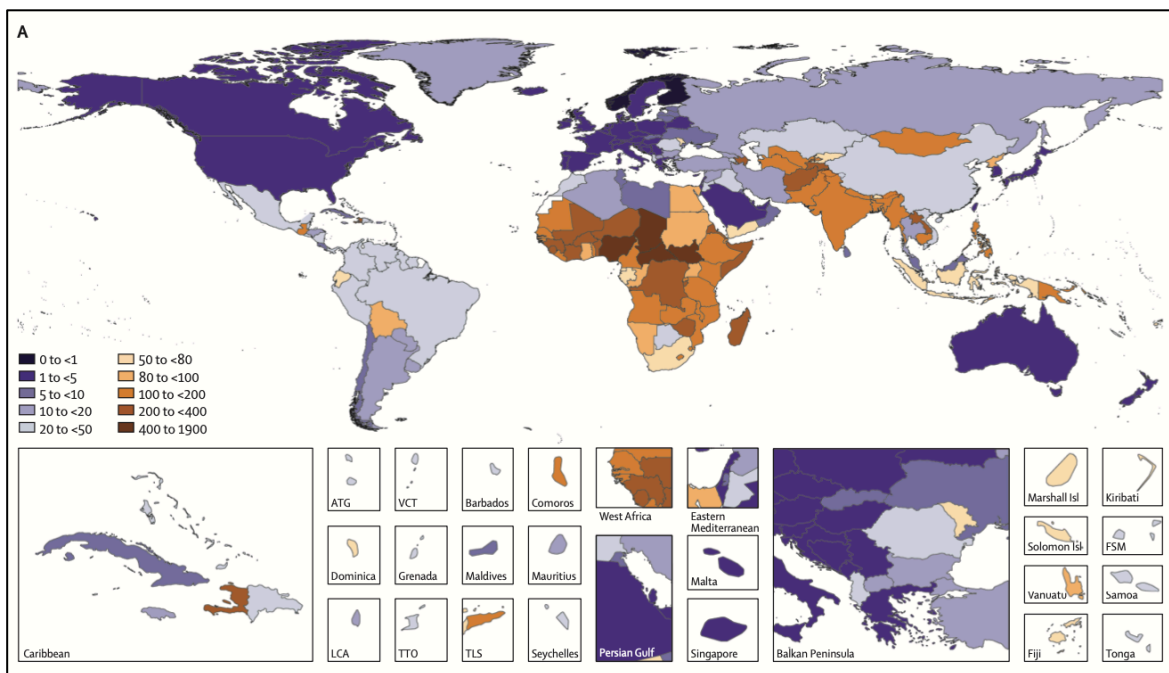 A
0 to <1
1 to <5
5 to <10
10 to <20
20 to <50
50 to <80
80 to <100
100 to <200
200 to <400
400 to 1900
Caribbean
ATG
VCT
Barbados
Comoros
Dominica
Grenada
Maldives
Mauritius
LCA
TTO
TLS
Seychelles
West Africa
Eastern
Mediterranean
Persian Gulf
Malta
Singapore
Balkan Peninsula
Marshall Isl
Kiribati
Solomon Isl
FSM
Vanuatu
Samoa
Fiji
Tonga